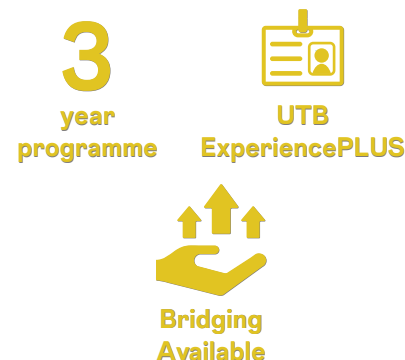 3
year
programme
UTB
ExperiencePLUS
Bridging
Available